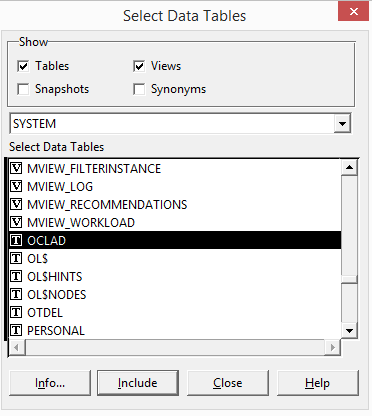 Select Data Tables
Show
Tables
Views
Snapshots
Synonyms
SYSTEM
Select Data Tables
V MVIEW_FILTERINSTANCE
V MVIEW_LOG
V MVIEW_RECOMMENDATIONS
V MVIEW_WORKLOAD
T OCLAD
T OL$
T OL$HINTS
T OL$NODES
T OTDEL
T PERSONAL
Info...
Include
Close
Help